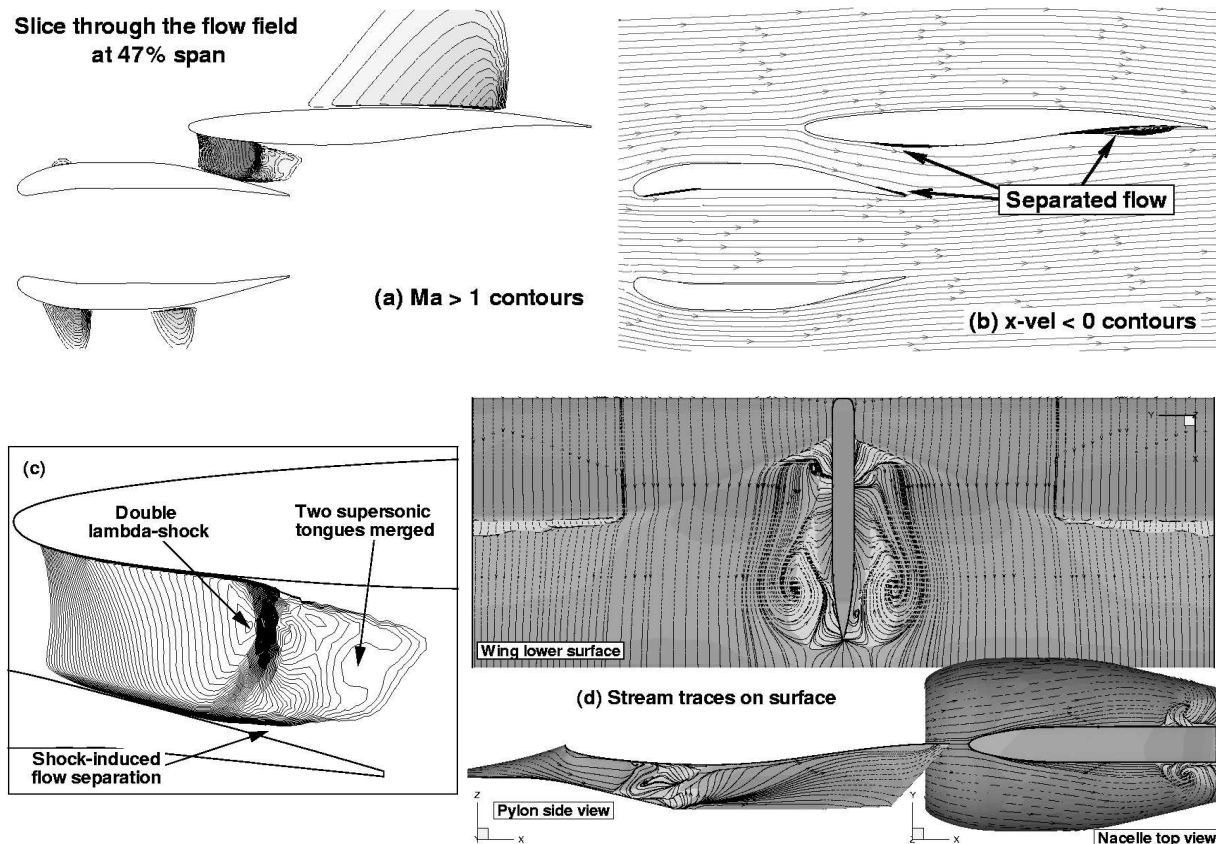 Slice through the flow field
at 47% span
(a) Ma > 1 contours
Separated flow
(b) x-vel < 0 contours
(c)
Double
lambda-shock
Two supersonic
tongues merged
Shock-induced
flow separation
Y
Z
X
Wing lower surface
(d) Stream traces on surface
Z
Y
X
Pylon side view
Y
Z
X
Nacelle top view